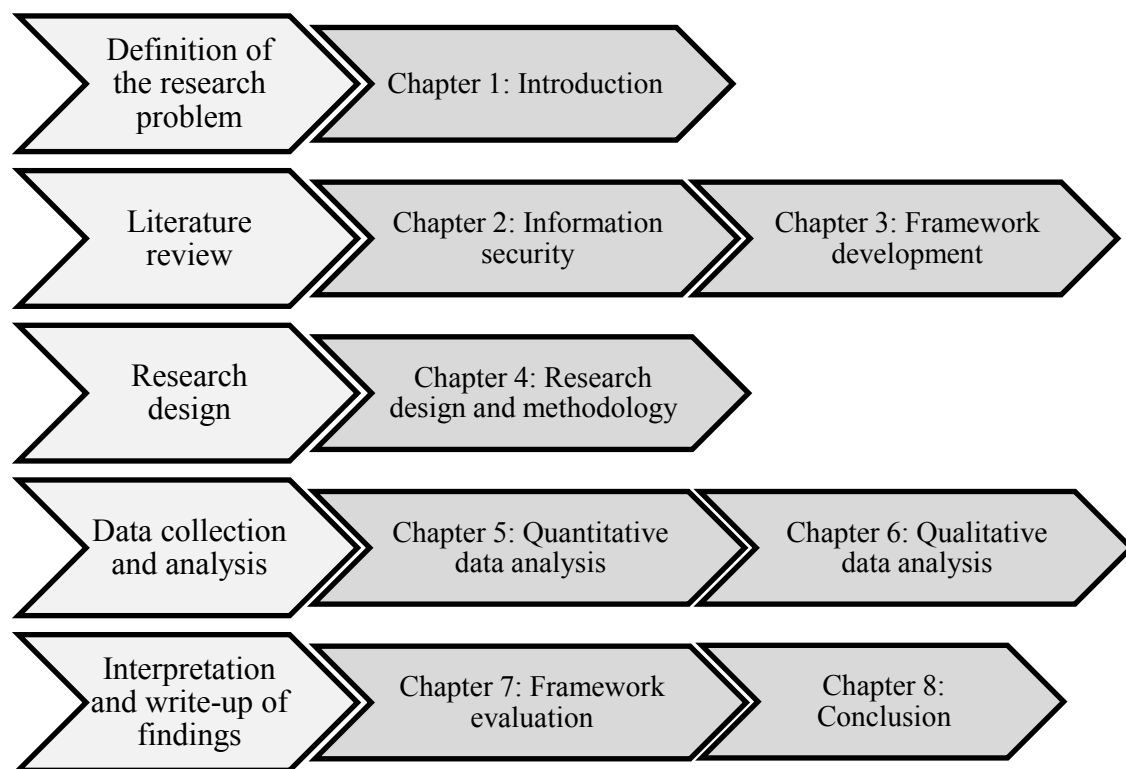 Definition of
the research
problem
Chapter 1: Introduction
Literature
review
Chapter 2: Information
security
Chapter 3: Framework
development
Research
design
Chapter 4: Research
design and methodology
Data collection
and analysis
Chapter 5: Quantitative
data analysis
Chapter 6: Qualitative
data analysis
Interpretation
and write-up of
findings
Chapter 7: Framework
evaluation
Chapter 8:
Conclusion